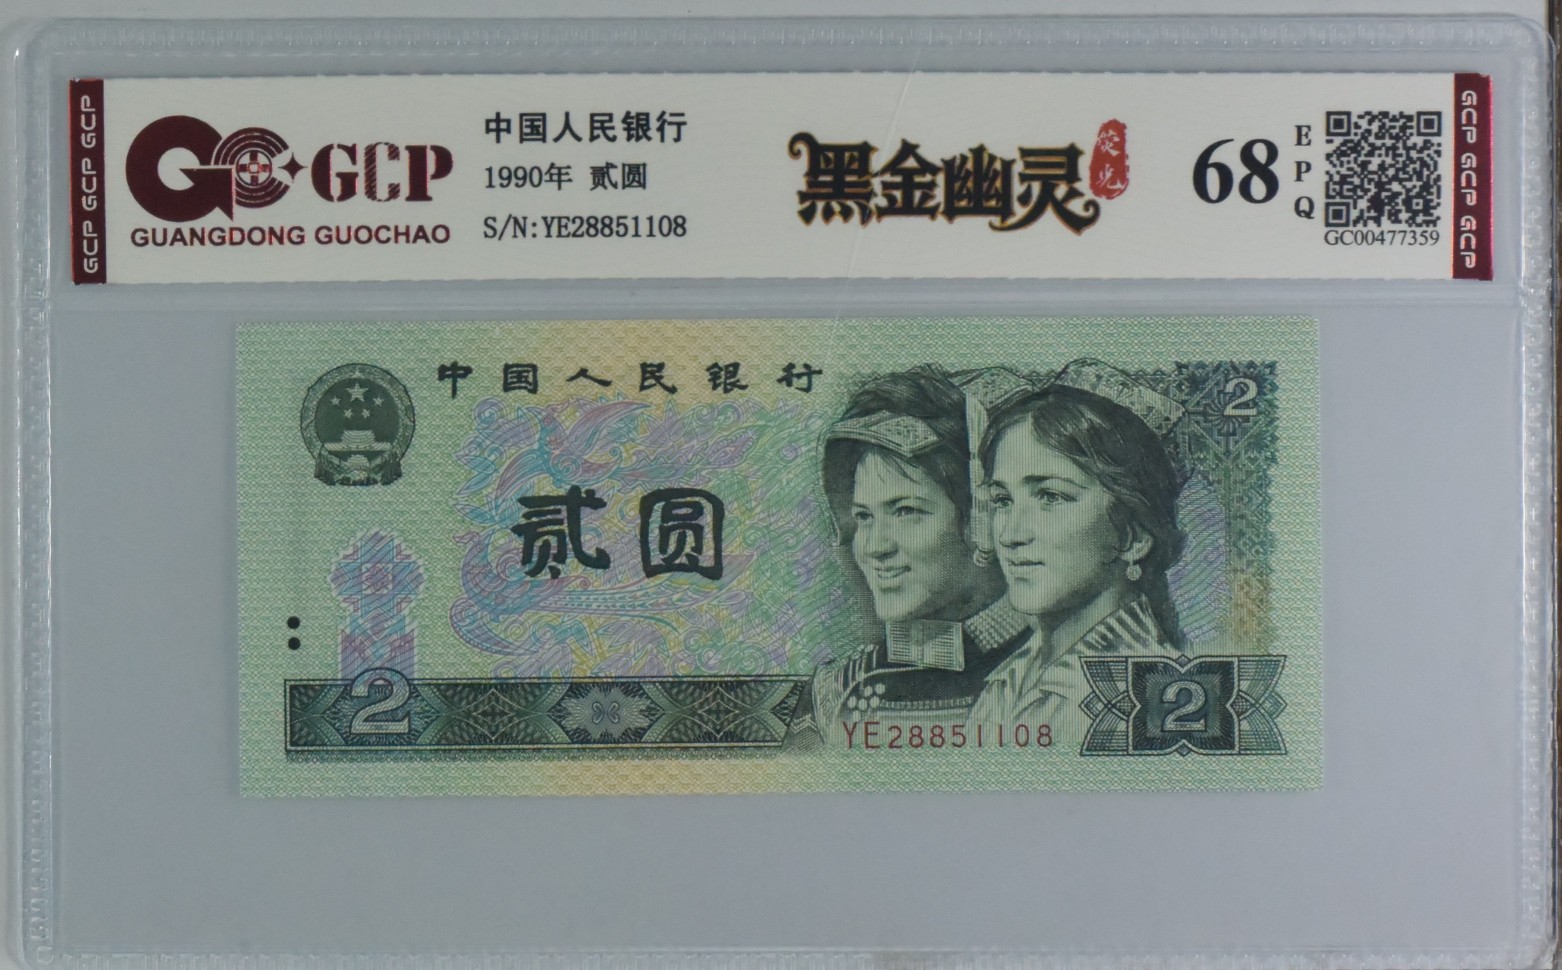 GCP GCP GCP
GCP
GUANGDONG GUOCHAO
中国人民银行
1990年 贰圆
S/N:YE28851108
黑金幽灵
荧光
68
EPQ
GC00477359
GCP GCP GCP
中国人民银行
2
贰圆
2
YE28851108
2